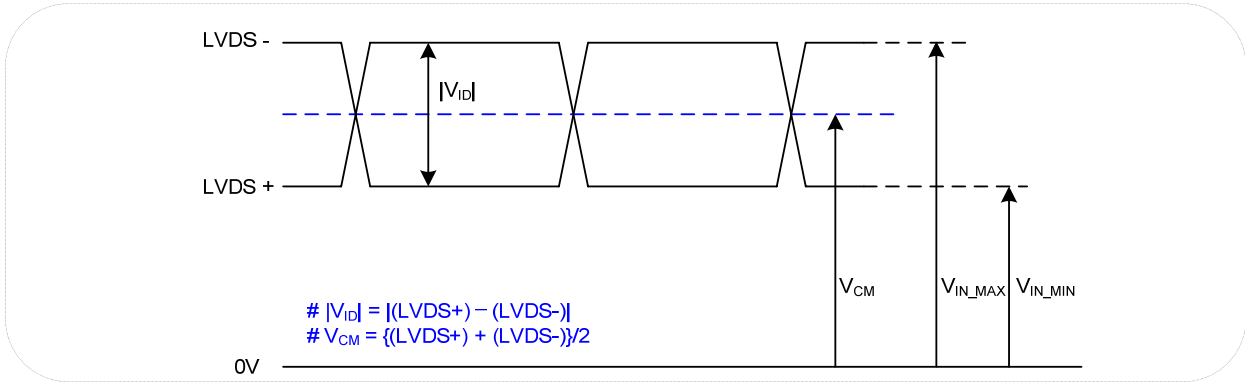 LVDS -
|VID|
LVDS +
VCM
VIN_MAX
VIN_MIN
# |VID| = |(LVDS+) – (LVDS-)|
# VCM = {(LVDS+) + (LVDS-)}/2
0V